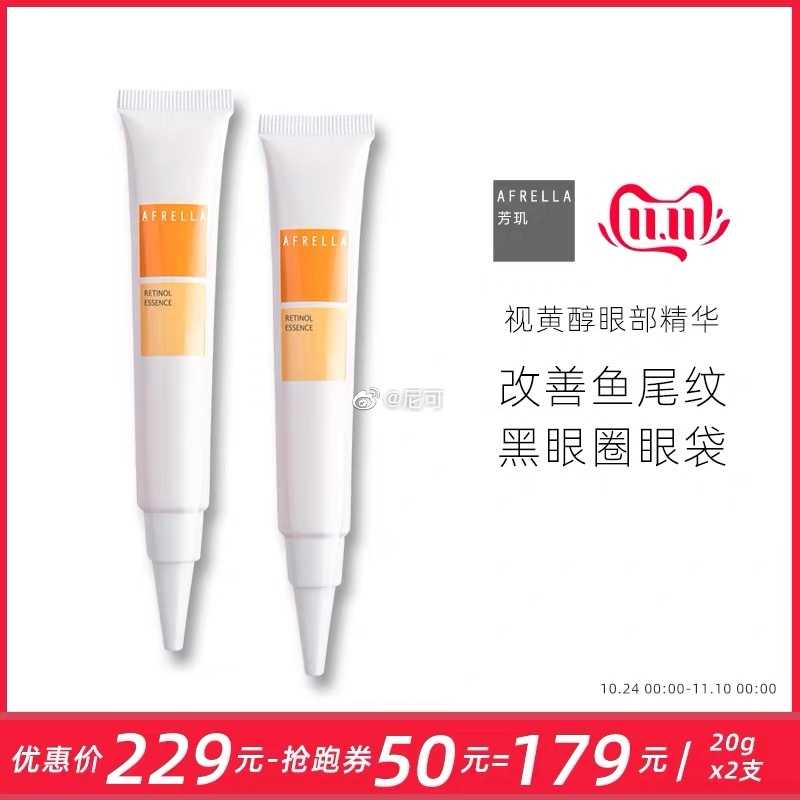 AFRELLA
RETINOL
ESSENCE
AFRELLA
RETINOL
ESSENCE
@尼可
AFRELLA
芳玑
11.11
视黄醇眼部精华
改善鱼尾纹
黑眼圈眼袋
10.24 00:00-11.10 00:00
优惠价229元-抢跑券50元=179元/20g
x2支